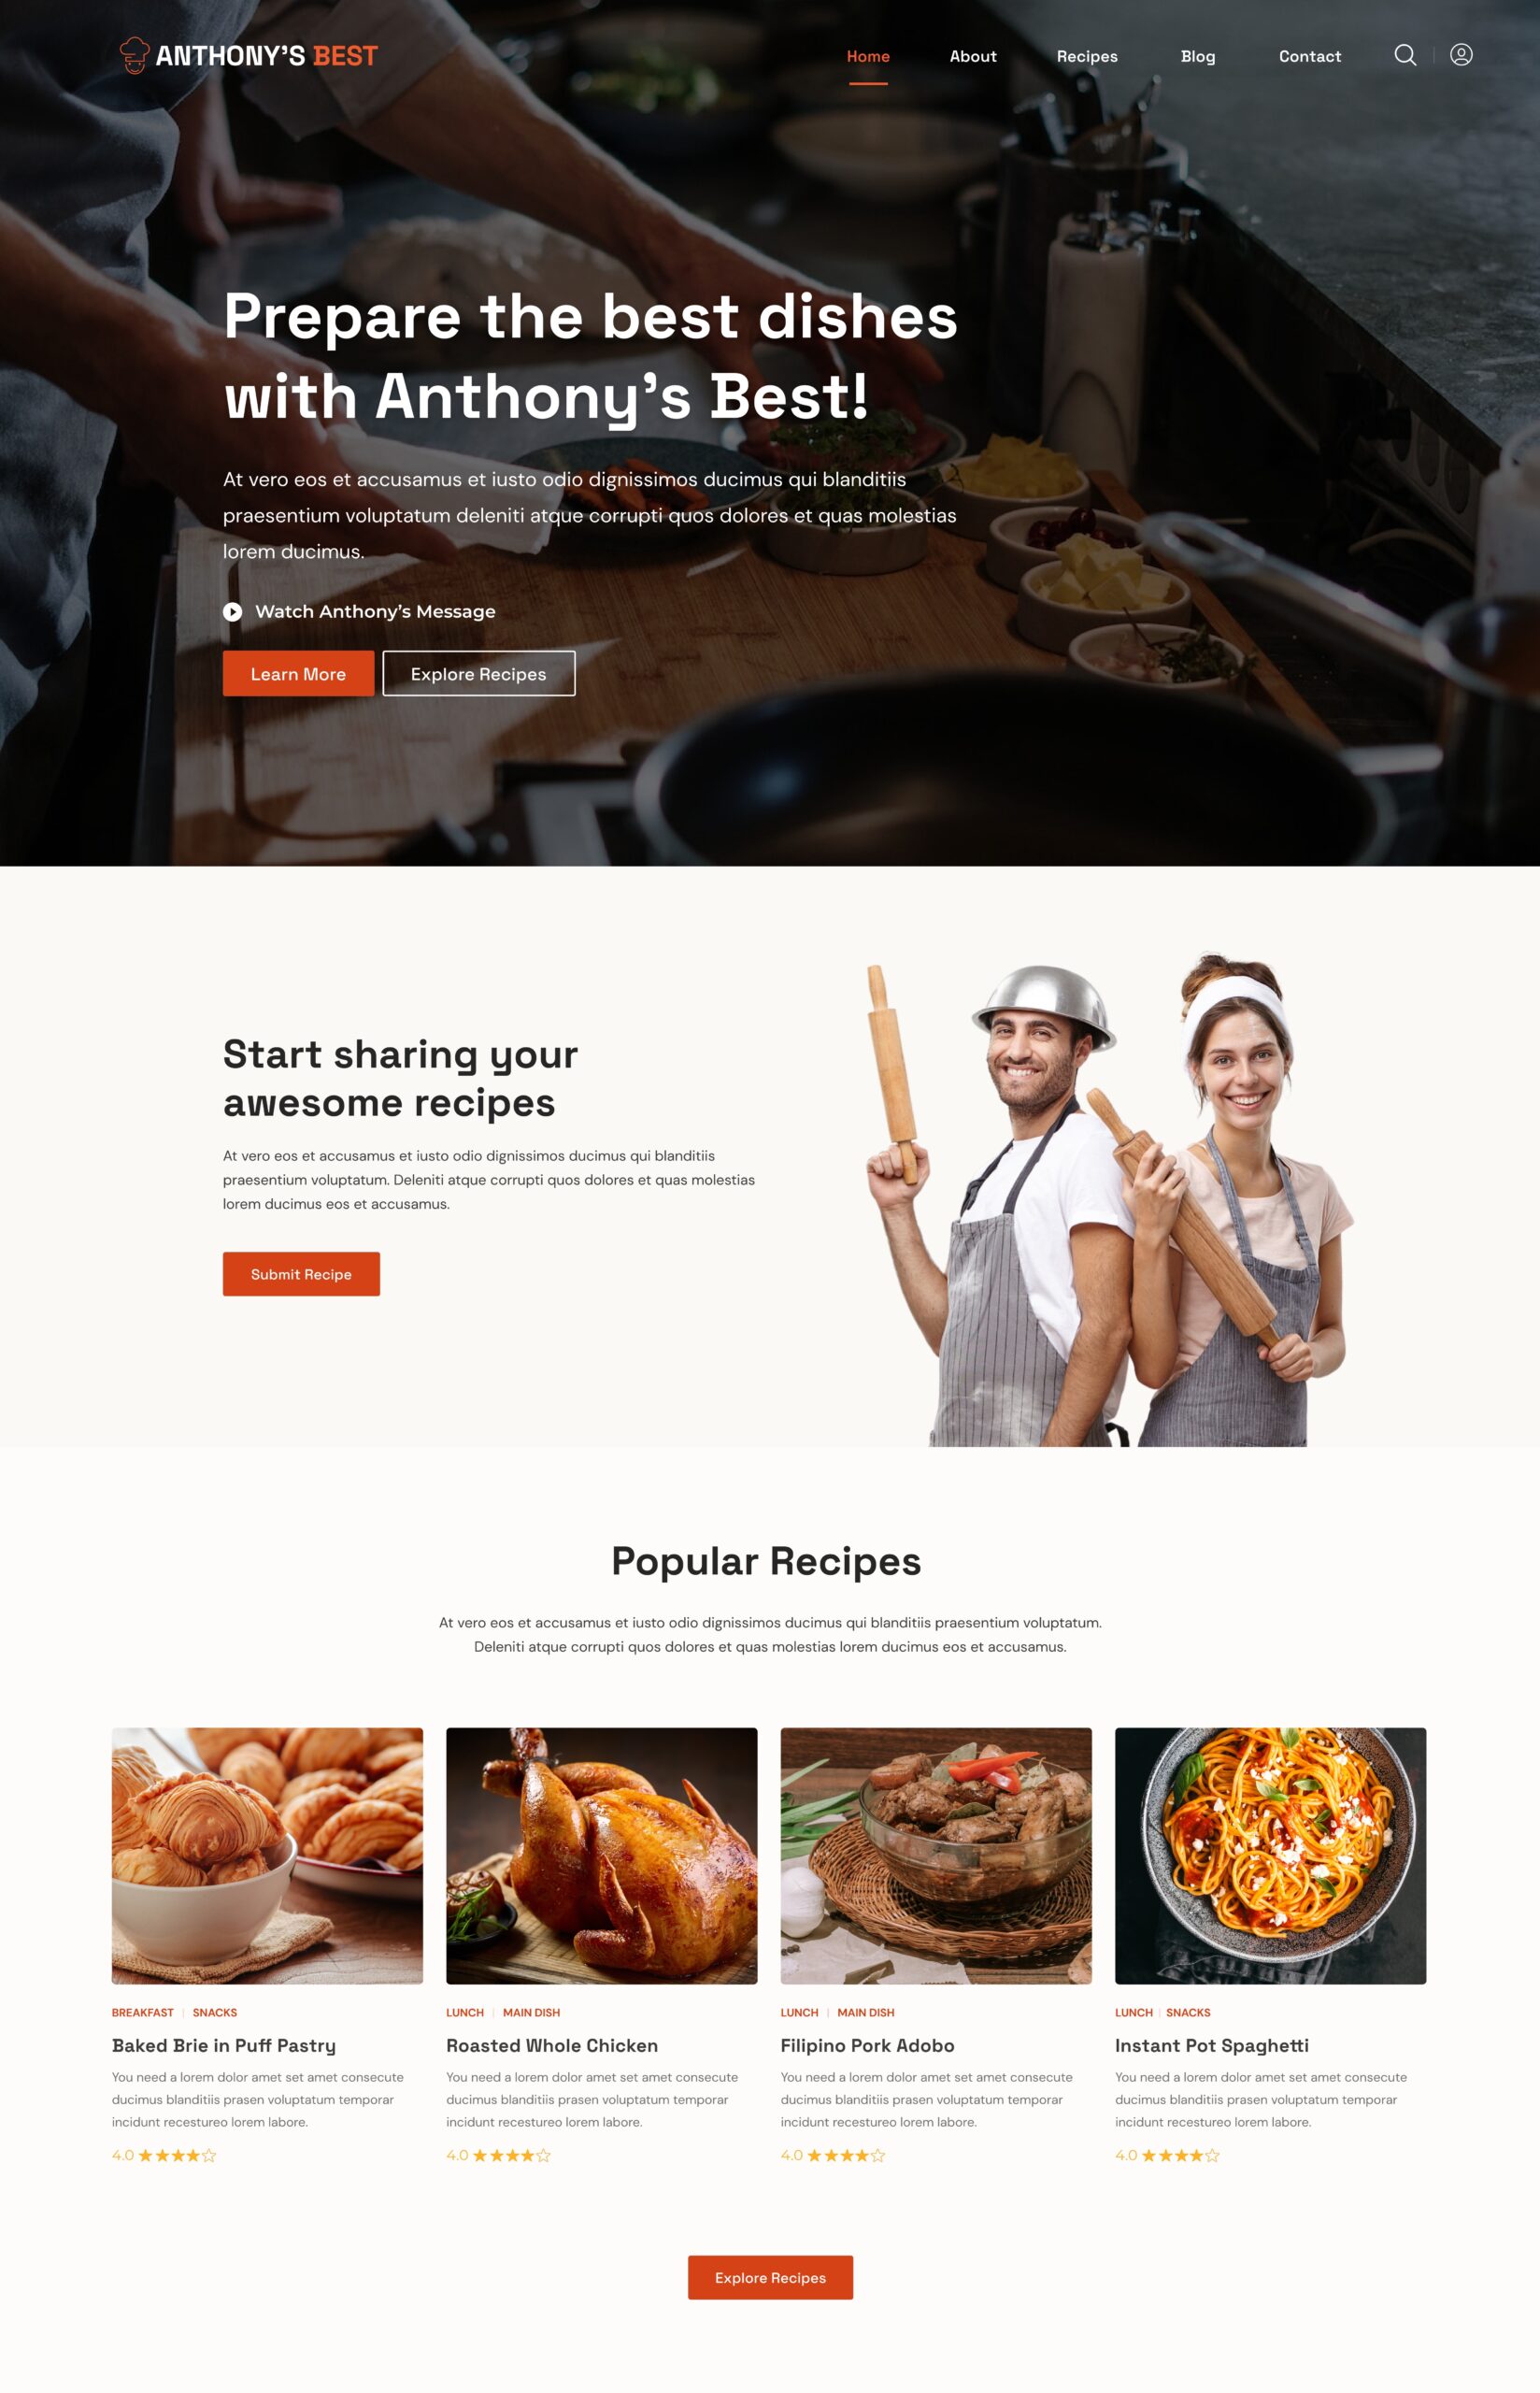 ANTHONY’S BEST
Home
About
Recipes
Blog
Contact
Prepare the best dishes
with Anthony’s Best!
At vero eos et accusamus et iusto odio dignissimos ducimus qui blanditiis
praesentium voluptatum deleniti atque corrupti quos dolores et quas molestias
lorem ducimus.
Watch Anthony’s Message
Learn More
Explore Recipes
Start sharing your
awesome recipes
At vero eos et accusamus et iusto odio dignissimos ducimus qui blanditiis
praesentium voluptatum. Deleniti atque corrupti quos dolores et quas molestias
lorem ducimus eos et accusamus.
Submit Recipe
Popular Recipes
At vero eos et accusamus et iusto odio dignissimos ducimus qui blanditiis praesentium voluptatum.
Deleniti atque corrupti quos dolores et quas molestias lorem ducimus eos et accusamus.
BREAKFAST | SNACKS
Baked Brie in Puff Pastry
You need a lorem dolor amet set amet consecute
ducimus blanditiis prasen voluptatum temporar
incidunt recestureo lorem labore.
4.0
LUNCH | MAIN DISH
Roasted Whole Chicken
You need a lorem dolor amet set amet consecute
ducimus blanditiis prasen voluptatum temporar
incidunt recestureo lorem labore.
4.0
LUNCH | MAIN DISH
Filipino Pork Adobo
You need a lorem dolor amet set amet consecute
ducimus blanditiis prasen voluptatum temporar
incidunt recestureo lorem labore.
4.0
LUNCH | SNACKS
Instant Pot Spaghetti
You need a lorem dolor amet set amet consecute
ducimus blanditiis prasen voluptatum temporar
incidunt recestureo lorem labore.
4.0
Explore Recipes